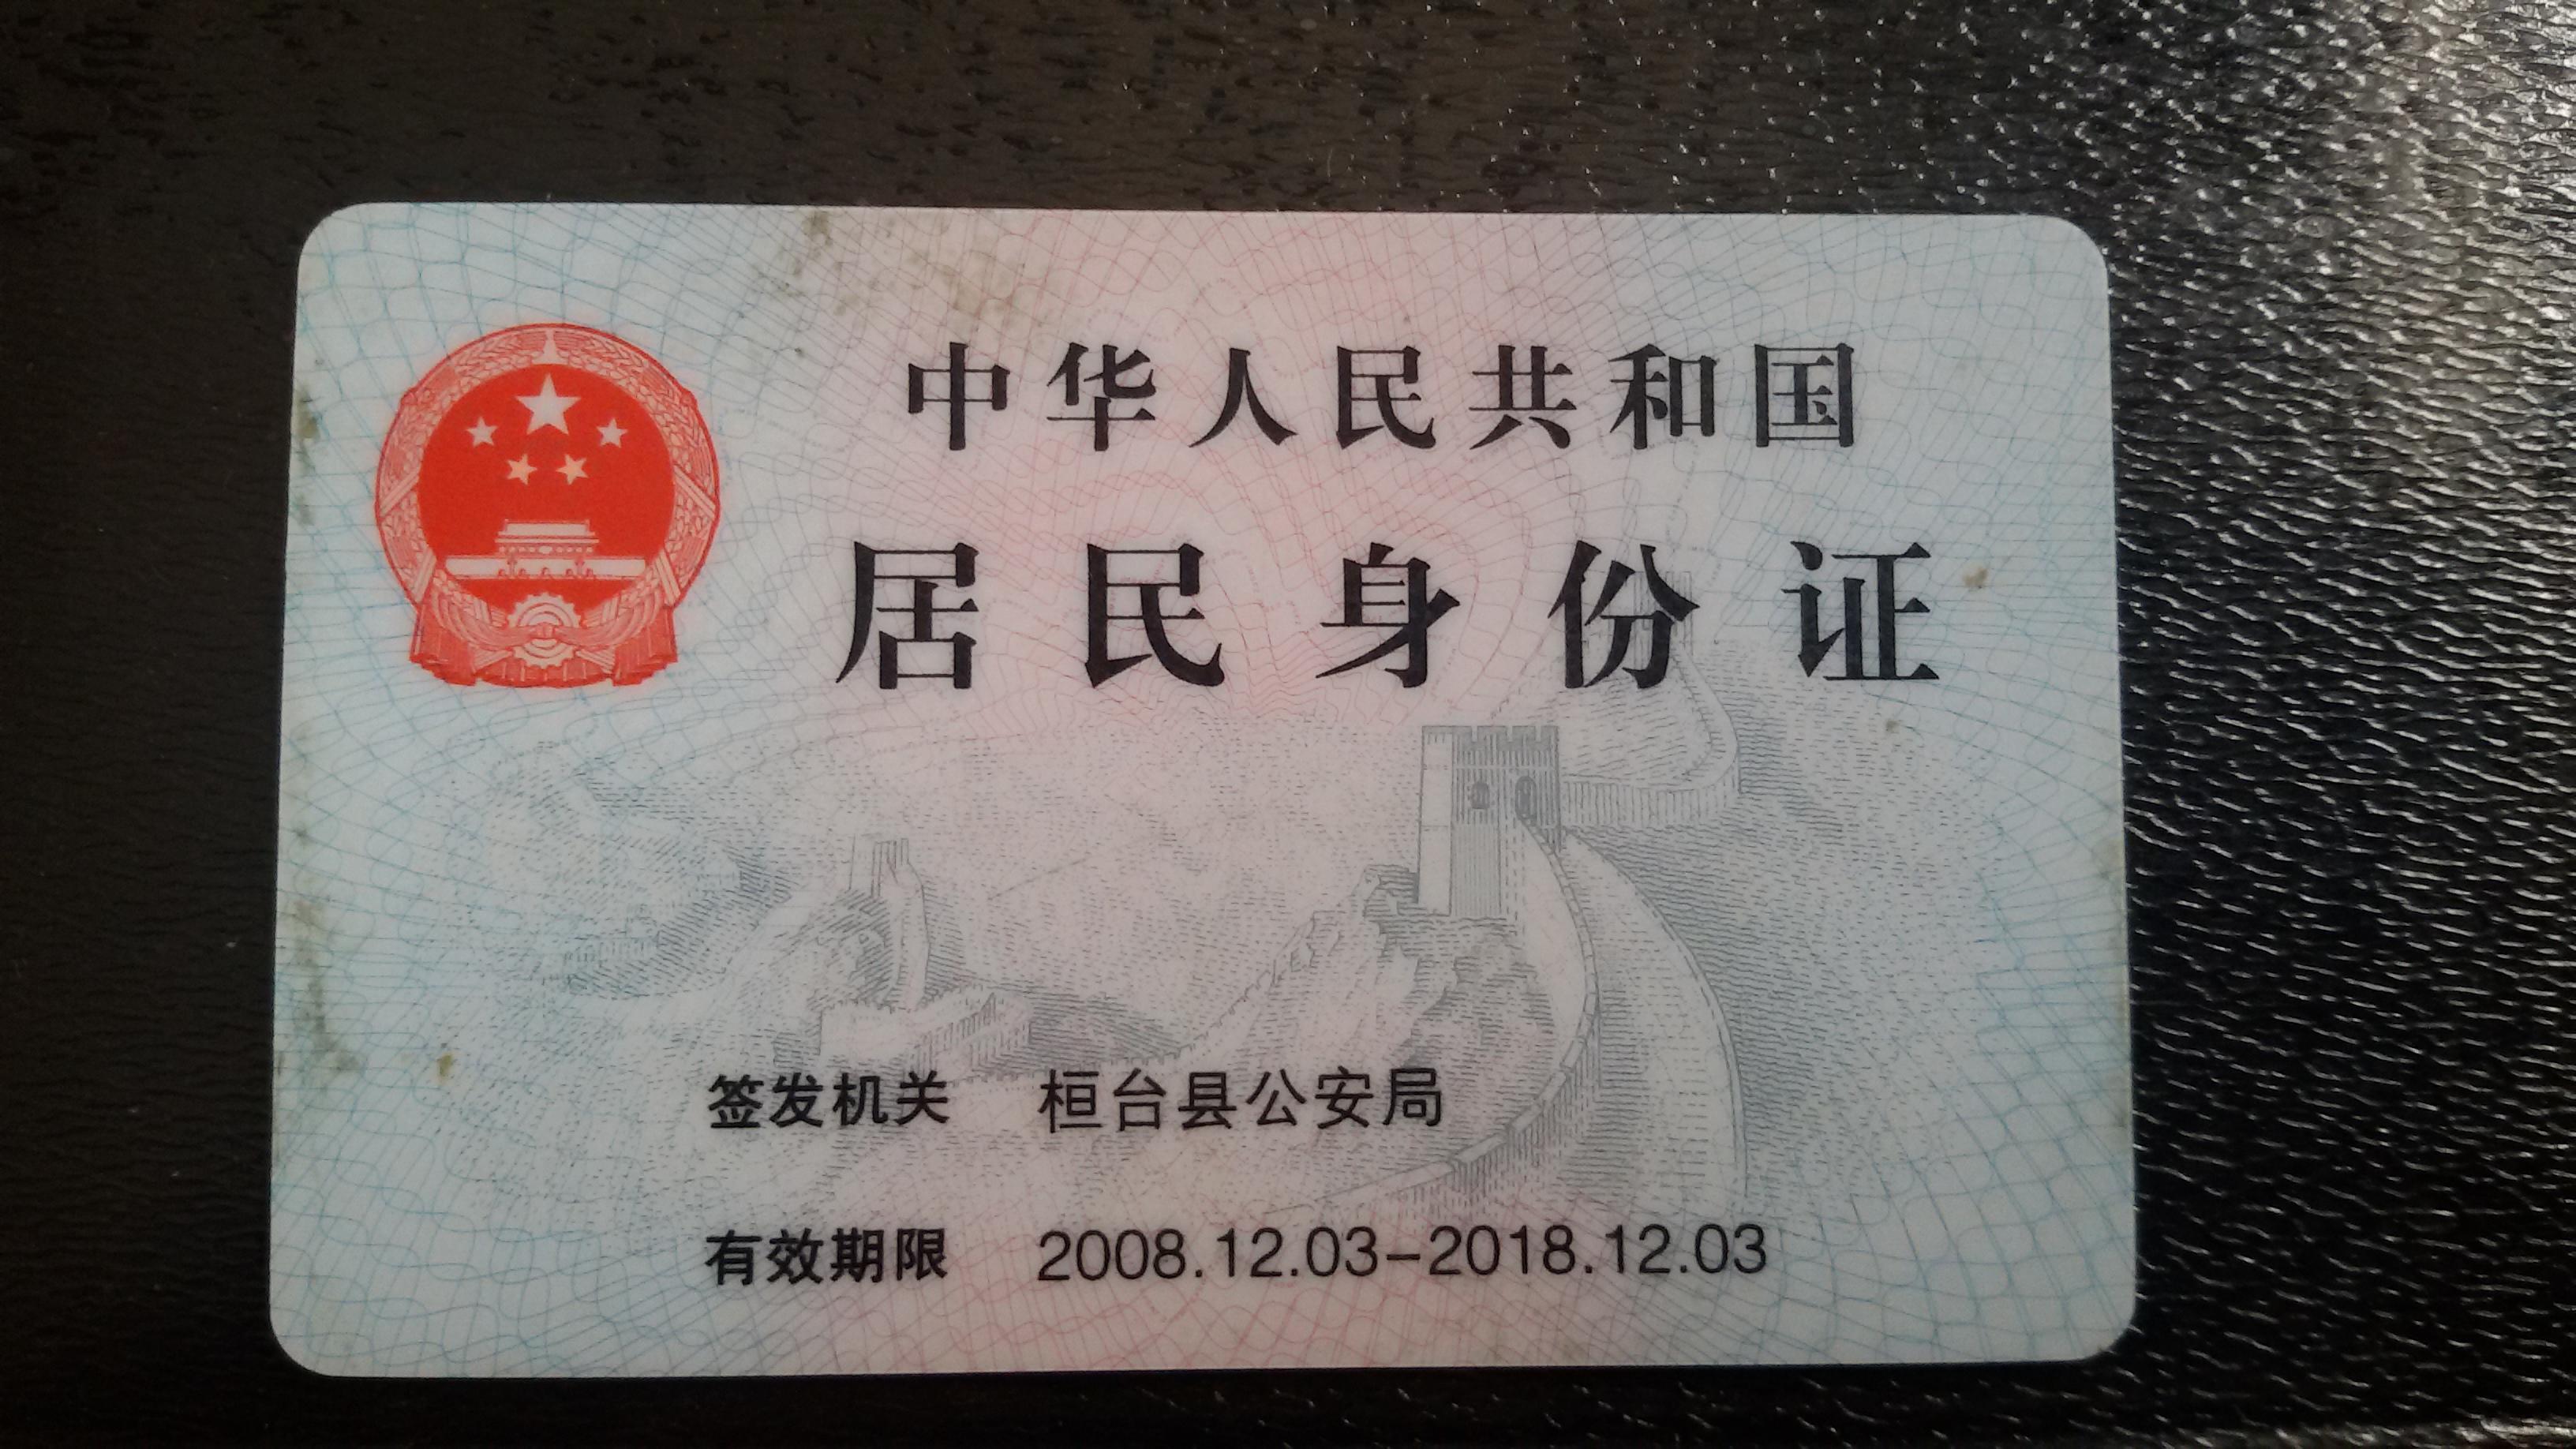 中华人民共和国
居民身份证
签发机关 桓台县公安局
有效期限 2008.12.03-2018.12.03